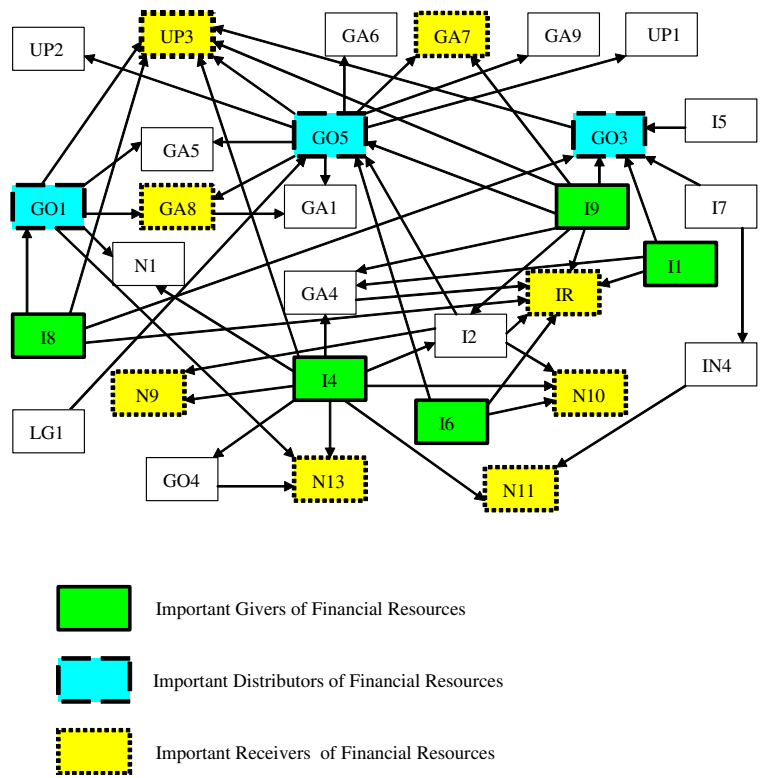 UP2
UP3
GA6
GA7
GA9
UP1
GA5
GO5
GO3
I5
GO1
GA8
GA1
I9
I7
N1
GA4
IR
I1
I8
I2
N9
I4
N10
IN4
LG1
I6
GO4
N13
N11
Important Givers of Financial Resources
Important Distributors of Financial Resources
Important Receivers of Financial Resources